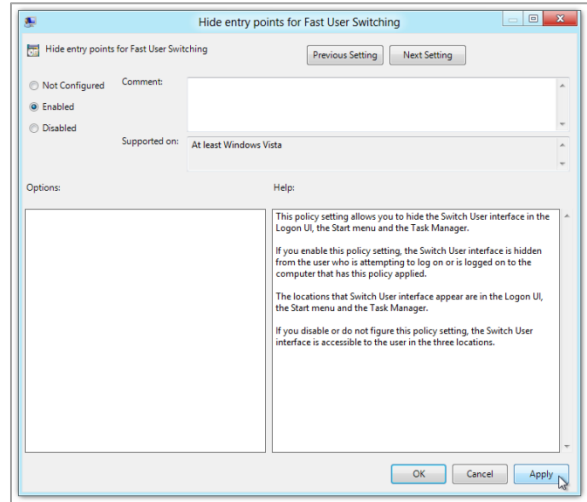 Hide entry points for Fast User Switching
Hide entry points for Fast User Switching
Previous Setting
Next Setting
Not Configured
Comment:
Enabled
Disabled
Supported on:
At least Windows Vista
Options:
Help:
This policy setting allows you to hide the Switch User interface in the
Logon UI, the Start menu and the Task Manager.
If you enable this policy setting, the Switch User interface is hidden
from the user who is attempting to log on or is logged on to the
computer that has this policy applied.
The locations that Switch User interface appear are in the Logon UI,
the Start menu and the Task Manager.
If you disable or do not figure this policy setting, the Switch User
interface is accessible to the user in the three locations.
OK
Cancel
Apply